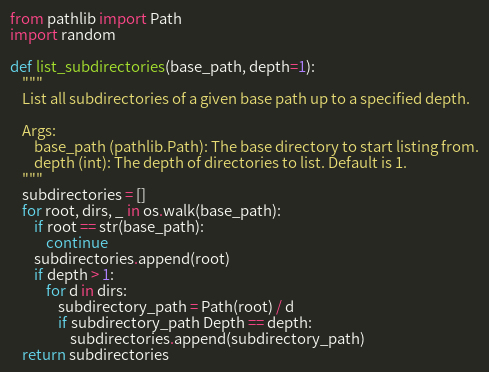 from pathlib import Path
import random

def list_subdirectories(base_path, depth=1):
    """
    List all subdirectories of a given base path up to a specified depth.

    Args:
        base_path (pathlib.Path): The base directory to start listing from.
        depth (int): The depth of directories to list. Default is 1.
    """
    subdirectories = []
    for root, dirs, _ in os.walk(base_path):
        if root == str(base_path):
            continue
        subdirectories.append(root)
        if depth > 1:
            for d in dirs:
                subdirectory_path = Path(root) / d
                if subdirectory_path Depth == depth:
                    subdirectories.append(subdirectory_path)
    return subdirectories